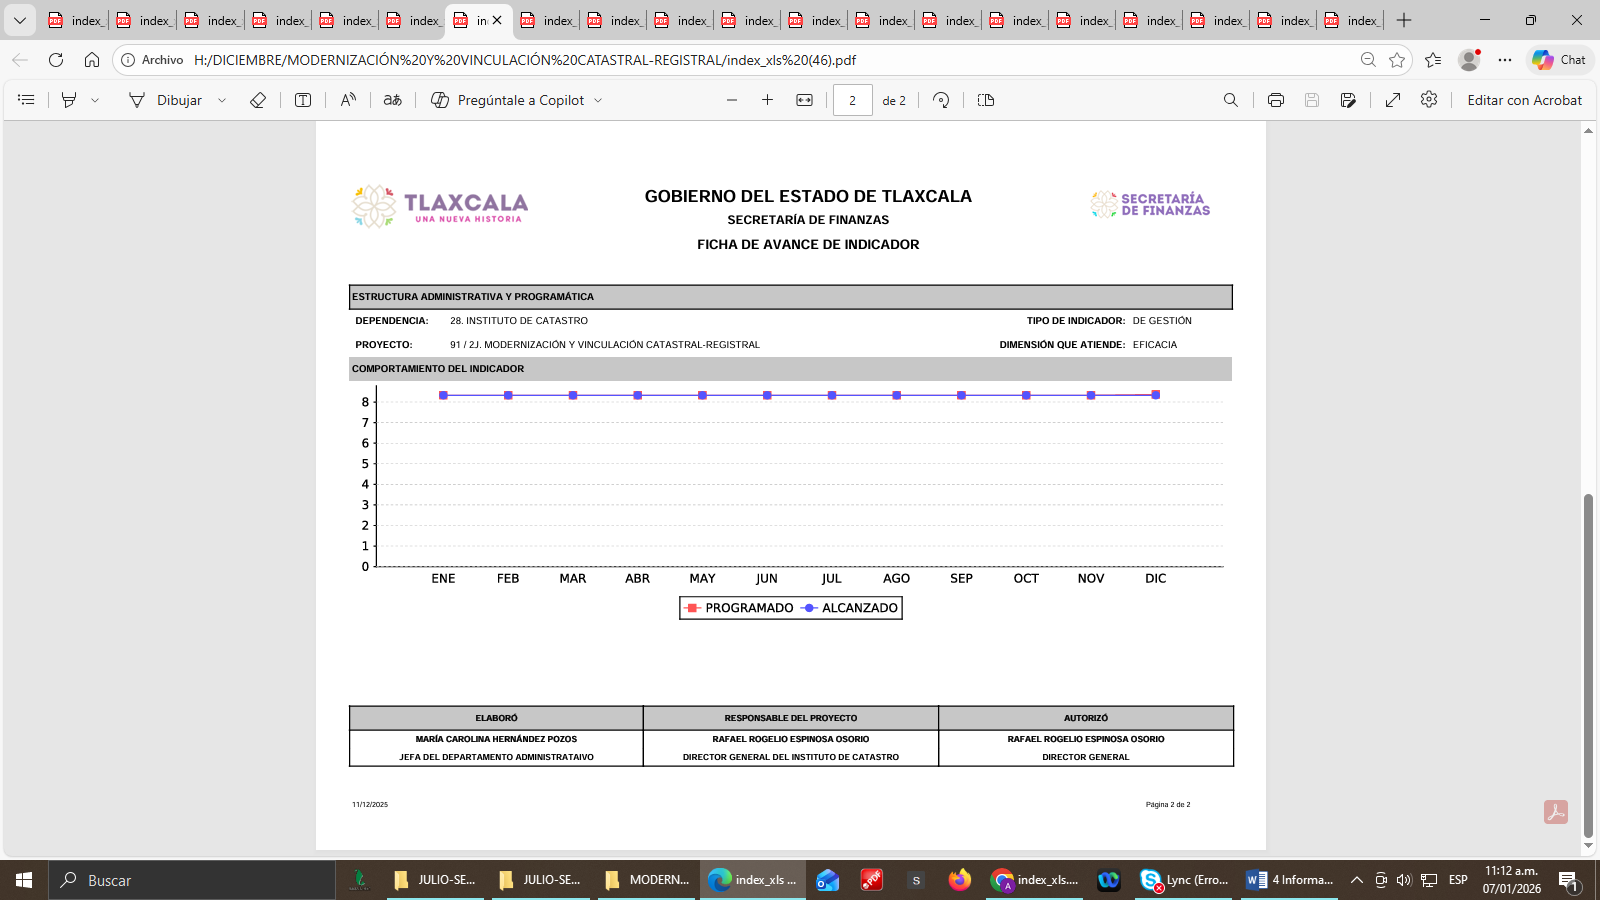 index_
index_
index_
index_
index_
index_
in
index_
index_
index_
index_
index_
index_
index_
index_
index_
index_
index_
index_
index_
Archivo
H:/DICIEMBRE/MODERNIZACIÓN%20Y%20VINCULACIÓN%20CATASTRAL-REGISTRAL/index_xls%20(46).pdf
Chat
Dibujar
Pregúntale a Copilot
2
de 2
Editar con Acrobat
TLAXCALA
UNA NUEVA HISTORIA
GOBIERNO DEL ESTADO DE TLAXCALA
SECRETARÍA DE FINANZAS
FICHA DE AVANCE DE INDICADOR
SECRETARÍA
DE FINANZAS
ESTRUCTURA ADMINISTRATIVA Y PROGRAMÁTICA
DEPENDENCIA: 28. INSTITUTO DE CATASTRO
TIPO DE INDICADOR: DE GESTIÓN
PROYECTO: 91 / 2J. MODERNIZACIÓN Y VINCULACIÓN CATASTRAL-REGISTRAL
DIMENSIÓN QUE ATIENDE: EFICACIA
COMPORTAMIENTO DEL INDICADOR
8
7
6
5
4
3
2
1
0
ENE FEB MAR ABR MAY JUN JUL AGO SEP OCT NOV DIC
PROGRAMADO ALCANZADO
ELABORÓ RESPONSABLE DEL PROYECTO AUTORIZÓ
MARÍA CAROLINA HERNÁNDEZ POZOS RAFAEL ROGELIO ESPINOSA OSORIO RAFAEL ROGELIO ESPINOSA OSORIO
JEFA DEL DEPARTAMENTO ADMINISTRATAIVO DIRECTOR GENERAL DEL INSTITUTO DE CATASTRO DIRECTOR GENERAL
11/12/2025
Página 2 de 2
Buscar
JULIO-SE...
JULIO-SE...
MODERN...
index_xls ...
index_xls....
Lync (Erro...
4 Informa...
ESP
11:12 a.m.
07/01/2026
1